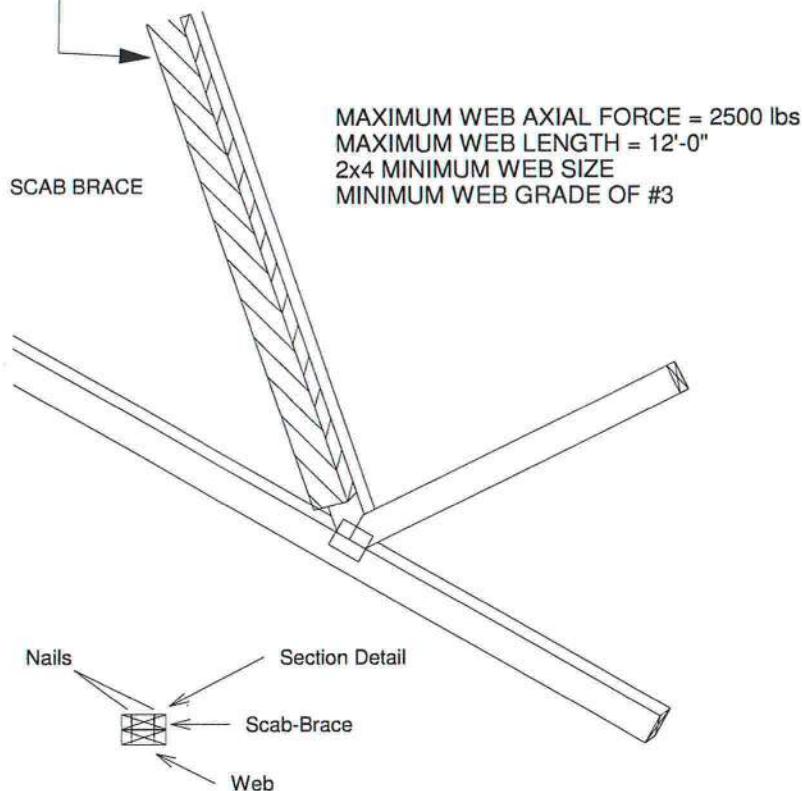 MAXIMUM WEB AXIAL FORCE = 2500 lbs
MAXIMUM WEB LENGTH = 12'-0"
2x4 MINIMUM WEB SIZE
MINIMUM WEB GRADE OF #3
SCAB BRACE
Nails
Section Detail
Scab-Brace
Web